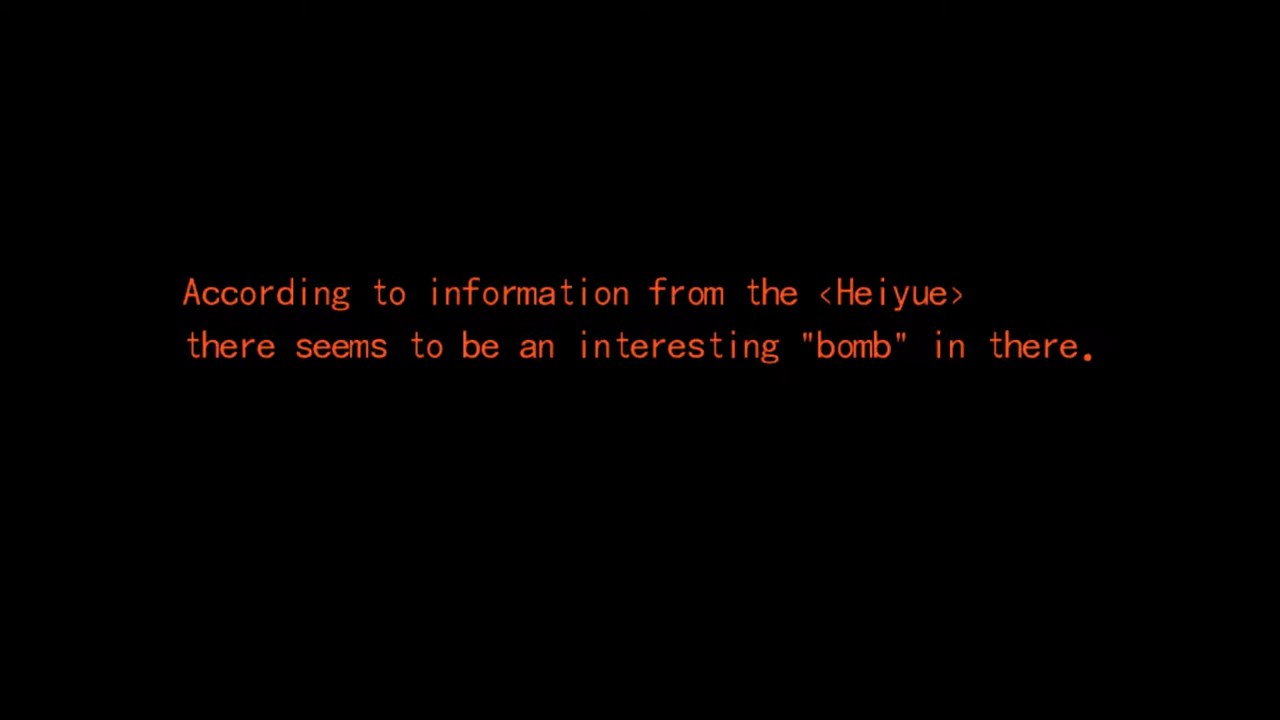 According to information from the <Heiyue>
there seems to be an interesting "bomb" in there.